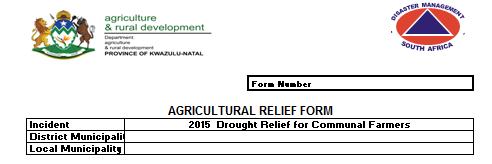 agriculture
& rural development
Department:
agriculture
& rural development
PROVINCE OF KWAZULU-NATAL
DISASTER MANAGEMENT
SOUTH AFRICA
Form Number
AGRICULTURAL RELIEF FORM
Incident 2015 Drought Relief for Communal Farmers
District Municipali
Local Municipality